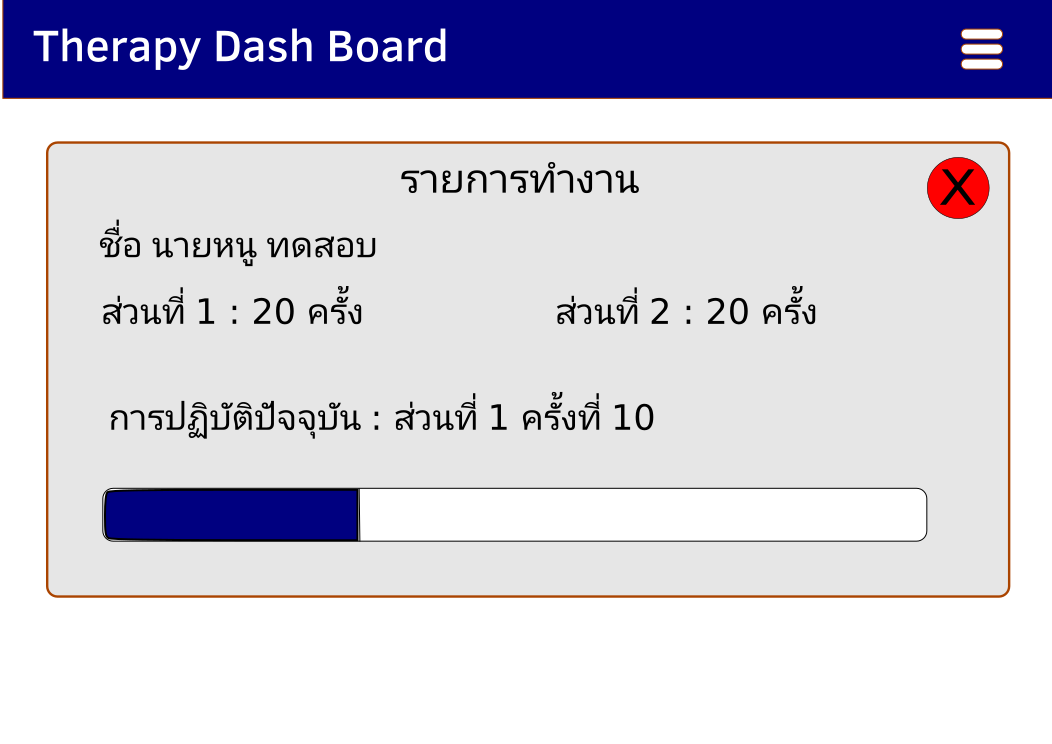 Therapy Dash Board
รายการทำงาน
X
ชื่อ นายหนู ทดสอบ
ส่วนที่ 1 : 20 ครั้ง ส่วนที่ 2 : 20 ครั้ง
การปฏิบัติปัจจุบัน : ส่วนที่ 1 ครั้งที่ 10